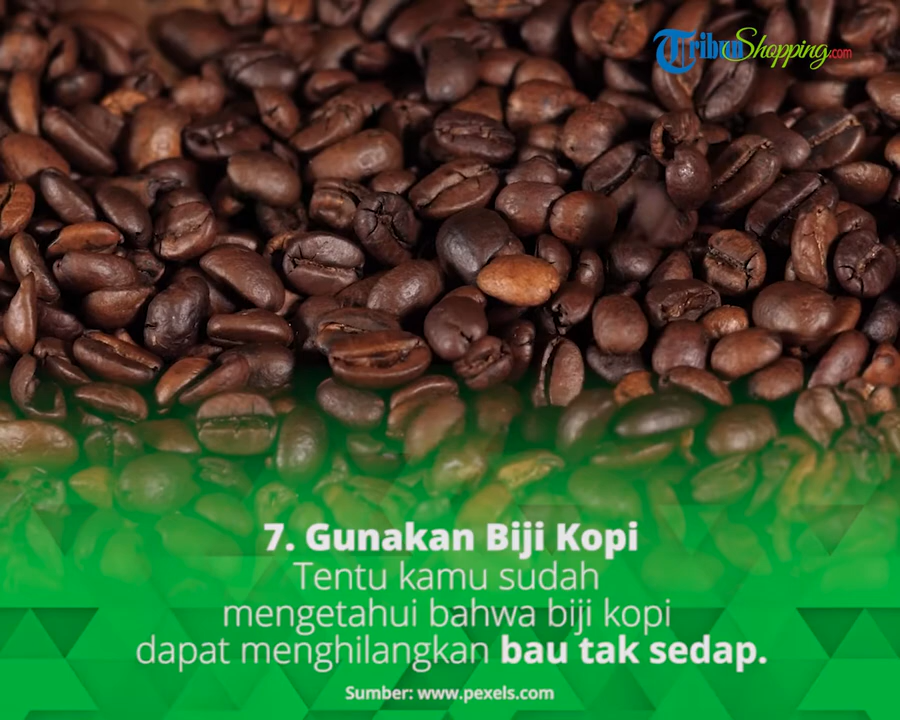 TribunShopping.com
7. Gunakan Biji Kopi
Tentu kamu sudah
mengetahui bahwa biji kopi
dapat menghilangkan bau tak sedap.
Sumber: www.pexels.com